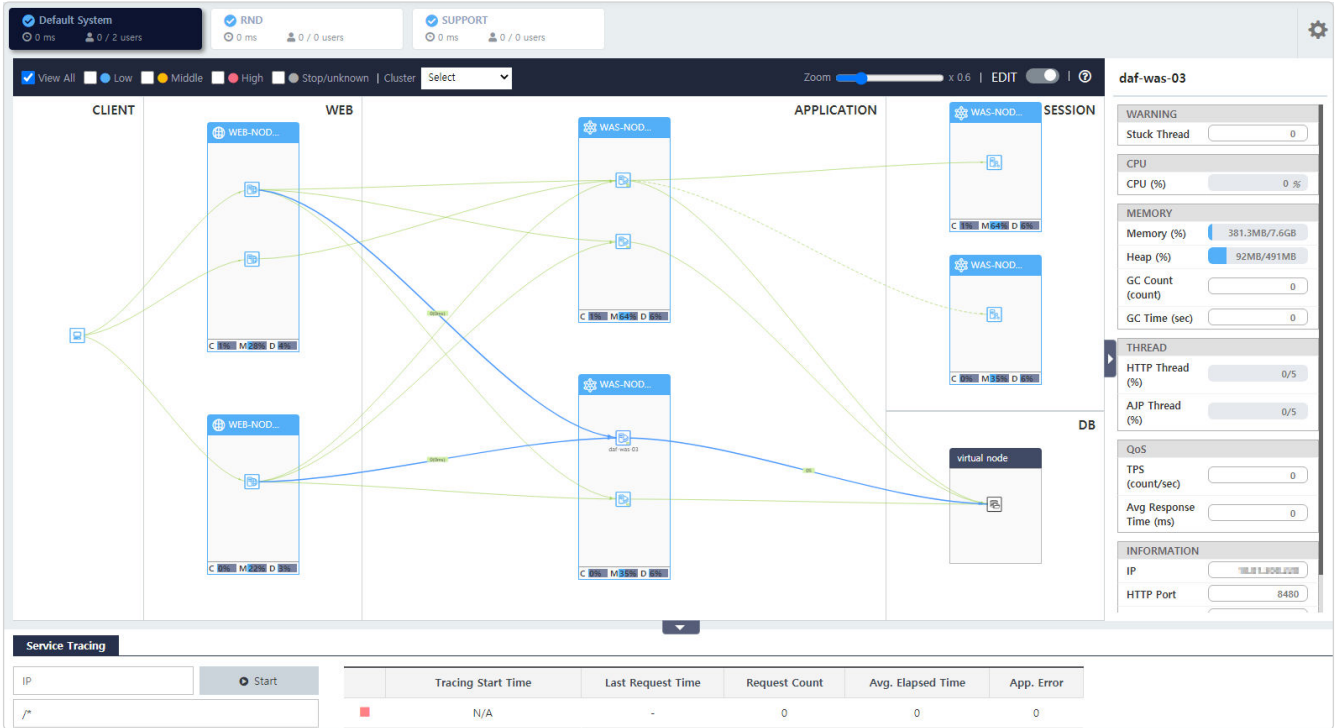 Default System
0 ms 0 / 2 users
RND
0 ms 0 / 0 users
SUPPORT
0 ms 0 / 0 users
View All Low Middle High Stop/unknown | Cluster Select
Zoom x 0.6 | EDIT |
CLIENT
WEB
APPLICATION
SESSION
DB
WEB-NOD...
C 1% M 28% D 4%
WEB-NOD...
C 0% M 22% D 3%
WAS-NOD...
C 1% M 64% D 6%
WAS-NOD...
daf-was-03
C 0% M 35% D 6%
WAS-NOD...
C 1% M 64% D 6%
WAS-NOD...
C 0% M 35% D 6%
virtual node
daf-was-03
WARNING
Stuck Thread 0
CPU
CPU (%) 0 %
MEMORY
Memory (%) 381.3MB/7.6GB
Heap (%) 92MB/491MB
GC Count
(count) 0
GC Time (sec) 0
THREAD
HTTP Thread
(%) 0/5
AJP Thread
(%) 0/5
QoS
TPS
(count/sec) 0
Avg Response
Time (ms) 0
INFORMATION
IP
HTTP Port 8480
Service Tracing
IP
Start
/*
Tracing Start Time Last Request Time Request Count Avg. Elapsed Time App. Error
N/A - 0 0 0